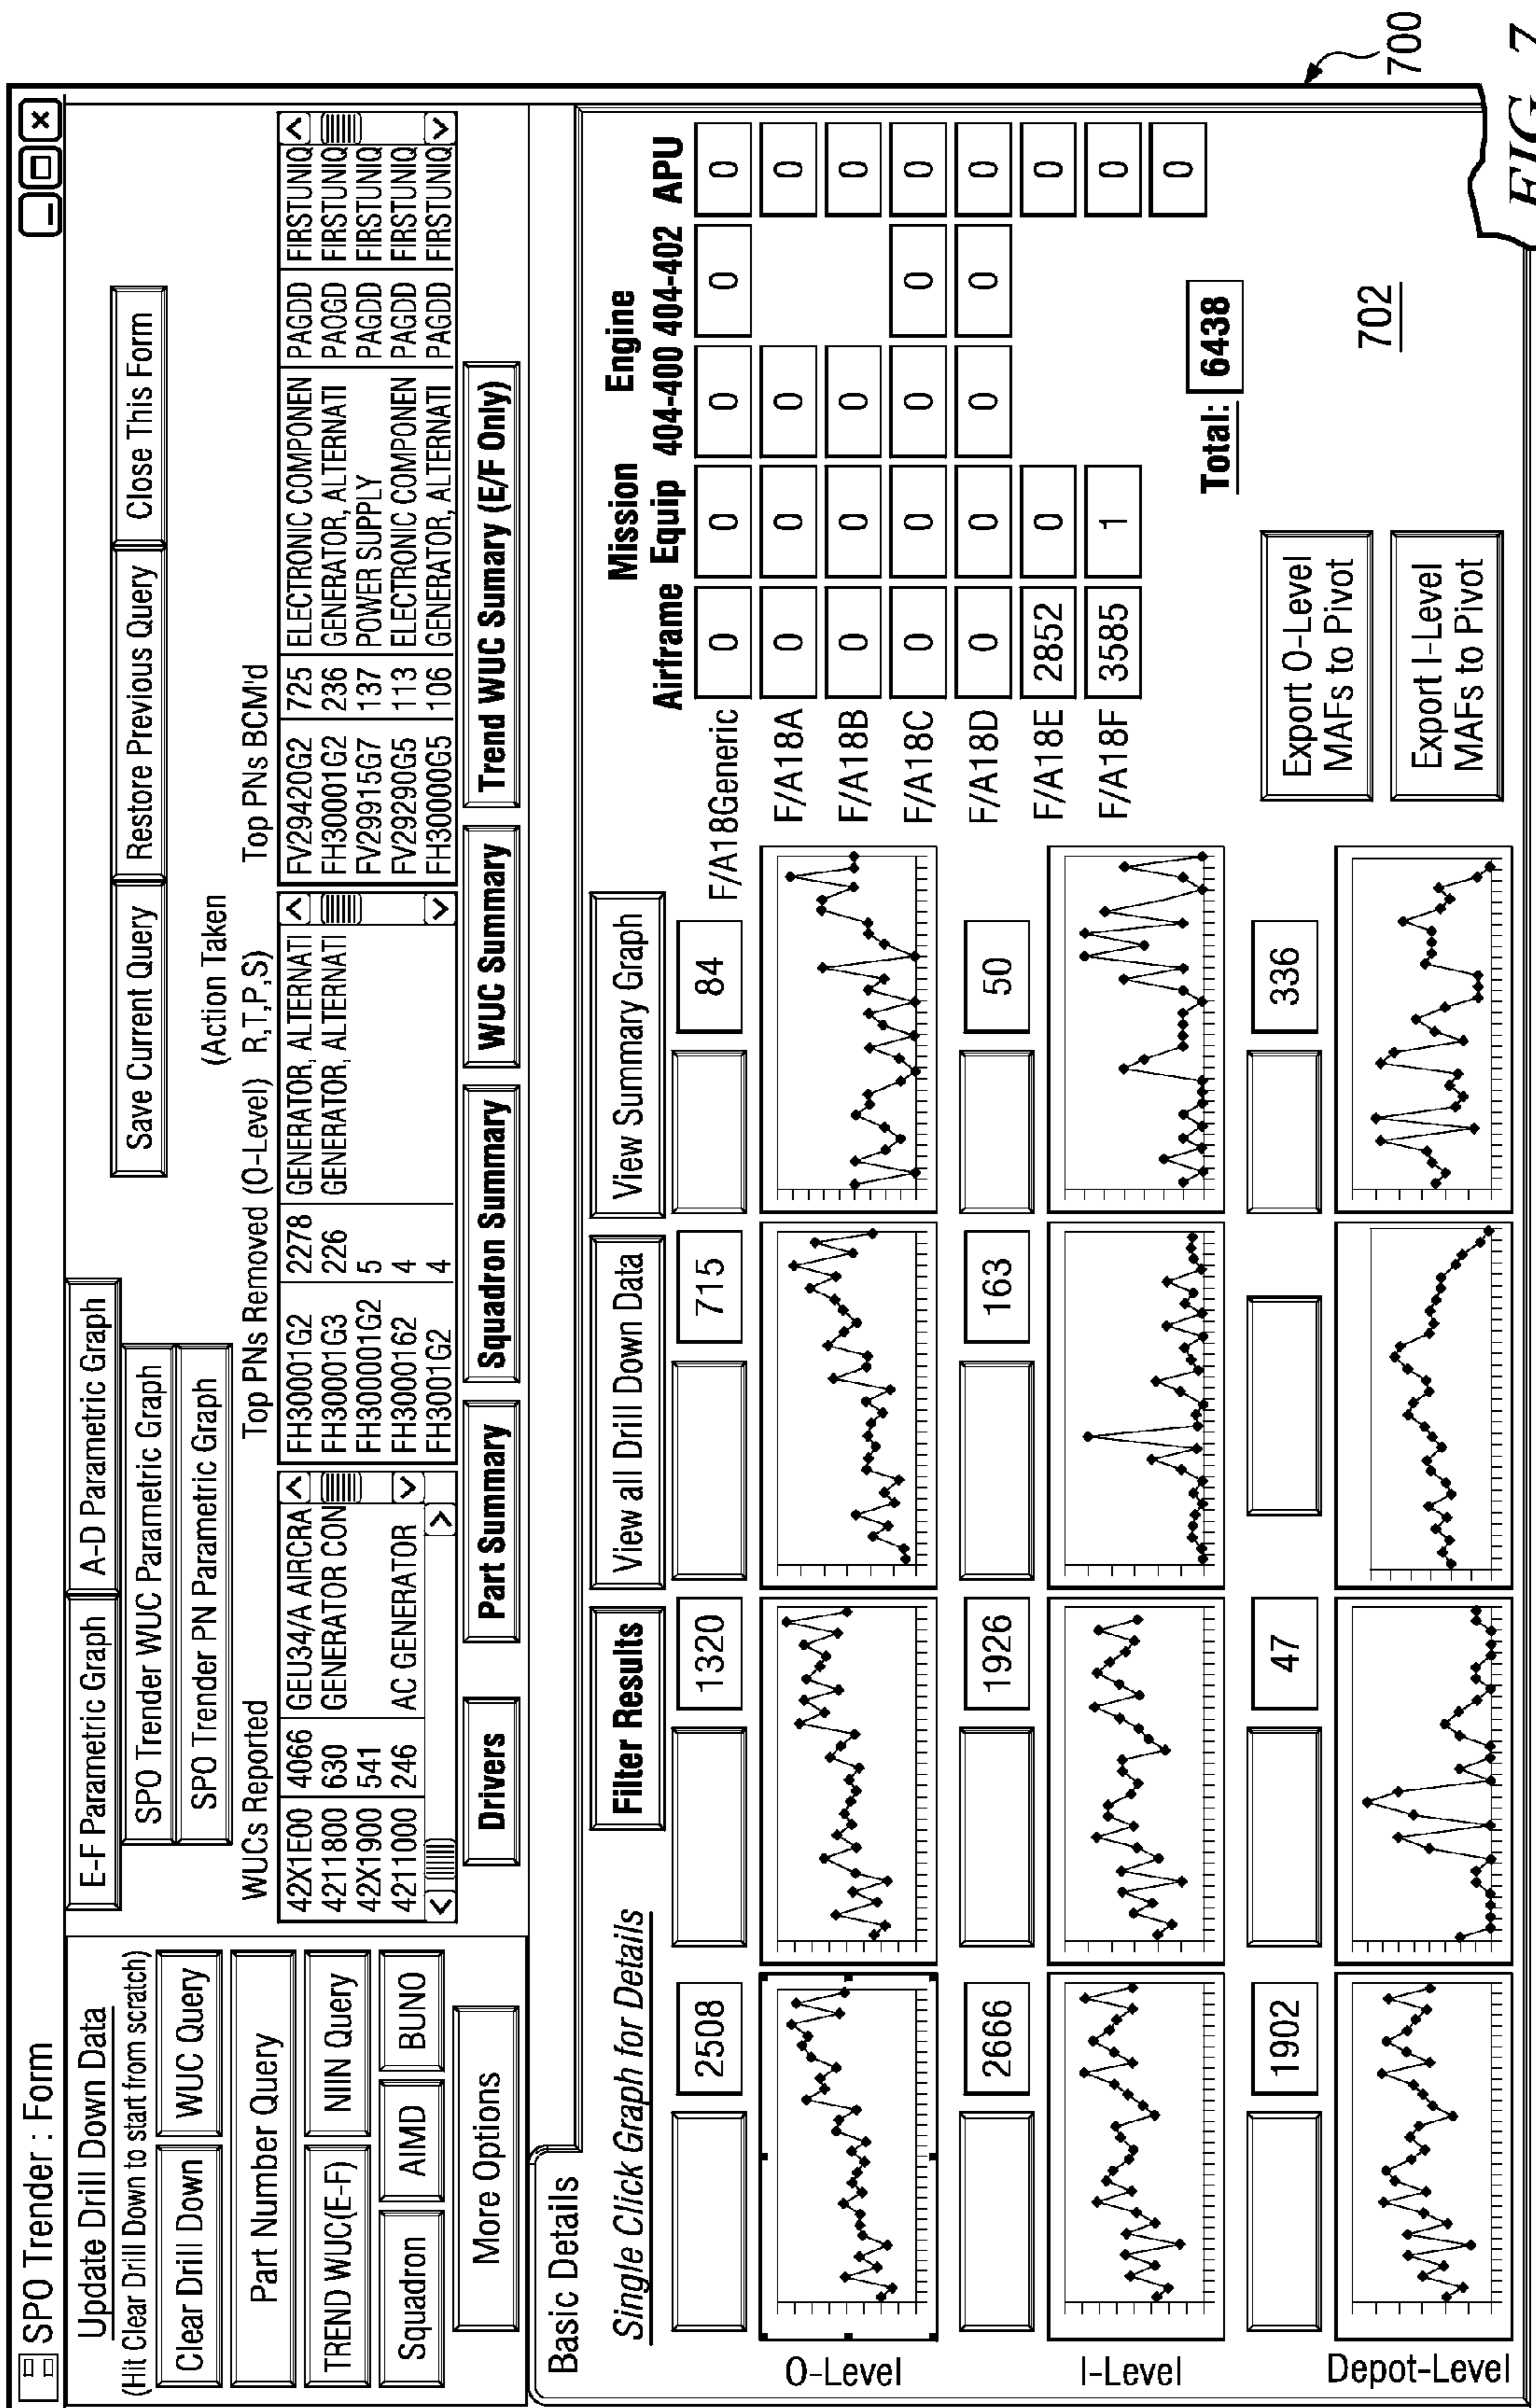 SPO Trender : Form
Update Drill Down Data
(Hit Clear Drill Down to start from scratch)
Clear Drill Down WUC Query
Part Number Query
TREND WUC(E-F) NIIN Query
Squadron AIMD BUNO
More Options
E-F Parametric Graph A-D Parametric Graph
SPO Trender WUC Parametric Graph
SPO Trender PN Parametric Graph
Save Current Query Restore Previous Query Close This Form
WUCs Reported
42X1E00 4066 GEU34/A AIRCRA
4211800 630 GENERATOR CON
42X1900 541
4211000 246 AC GENERATOR
(Action Taken
Top PNs Removed (O-Level) R,T,P,S)
FH30001G2 2278 GENERATOR, ALTERNATI
FH30001G3 226 GENERATOR, ALTERNATI
FH300001G2 5
FH3000162 4
FH3001G2 4
Top PNs BCM'd
FV29420G2 725 ELECTRONIC COMPONEN PAGDD FIRSTUNIQ
FH30001G2 236 GENERATOR, ALTERNATI PAOGD FIRSTUNIQ
FV29915G7 137 POWER SUPPLY PAGDD FIRSTUNIQ
FV29290G5 113 ELECTRONIC COMPONEN PAGDD FIRSTUNIQ
FH30000G5 106 GENERATOR, ALTERNATI PAGDD FIRSTUNIQ
Drivers Part Summary Squadron Summary WUC Summary Trend WUC Sumary (E/F Only)
Basic Details
Single Click Graph for Details
Filter Results View all Drill Down Data View Summary Graph
2508 1320 715 84
O-Level
2666 1926 163 50
I-Level
1902 47 336
Depot-Level
Mission Engine
Airframe Equip 404-400 404-402 APU
F/A18Generic 0 0 0 0 0
F/A18A 0 0 0 0
F/A18B 0 0 0 0
F/A18C 0 0 0 0 0
F/A18D 0 0 0 0 0
F/A18E 2852 0 0
F/A18F 3585 1 0
0
Total: 6438
Export O-Level
MAFs to Pivot
Export I-Level
MAFs to Pivot
702
700
FIG. 7